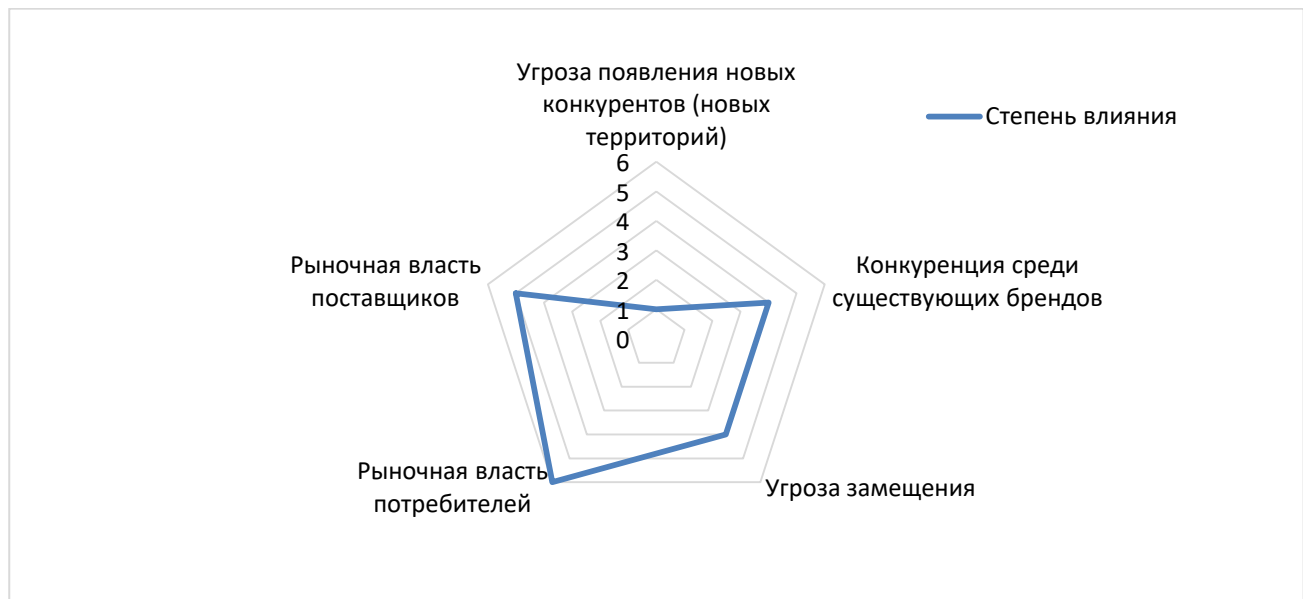 Угроза появления новых
конкурентов (новых
территорий)
Степень влияния
6
5
4
3
2
1
0
Конкуренция среди
существующих брендов
Угроза замещения
Рыночная власть
потребителей
Рыночная власть
поставщиков